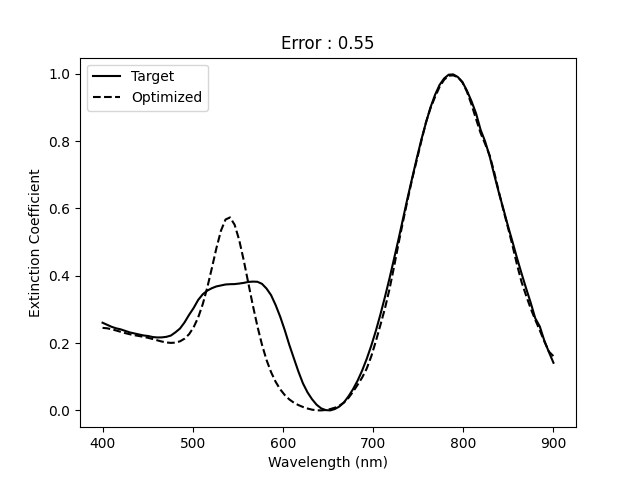 Error : 0.55
Target
Optimized
Extinction Coefficient
1.0
0.8
0.6
0.4
0.2
0.0
400 500 600 700 800 900
Wavelength (nm)